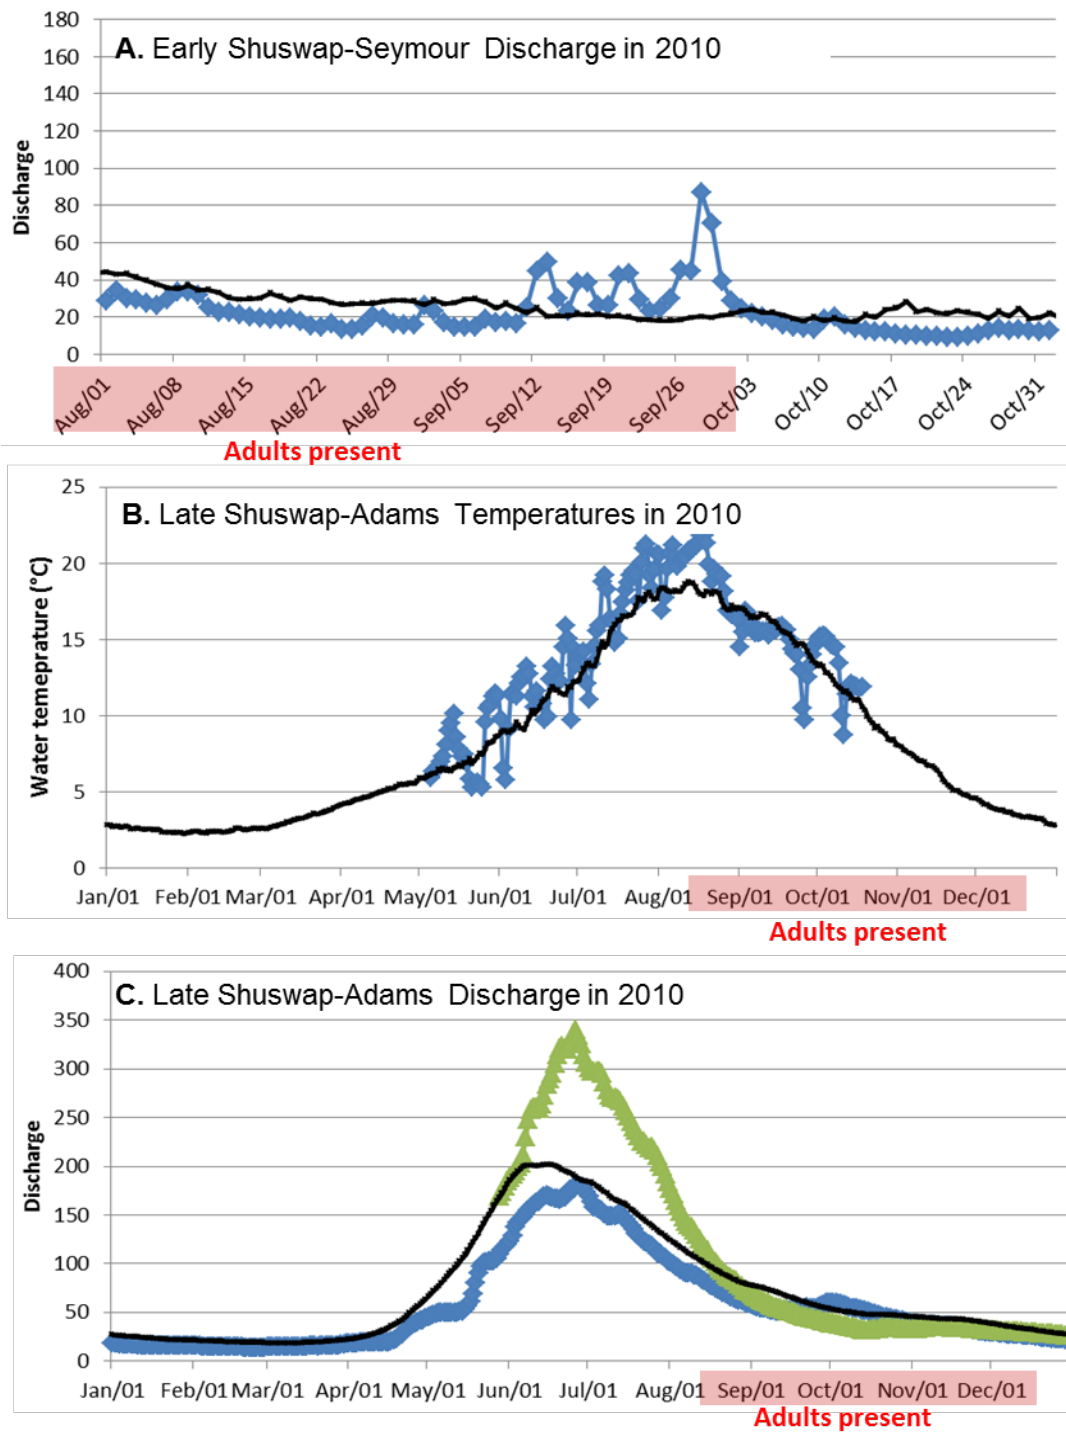 180
160
140
120
100
80
60
40
20
0
Discharge
A. Early Shuswap-Seymour Discharge in 2010
Aug/01 Aug/08 Aug/15 Aug/22 Aug/29 Sep/05 Sep/12 Sep/19 Sep/26 Oct/03 Oct/10 Oct/17 Oct/24 Oct/31
Adults present
25
20
15
10
5
0
Water temeprature (°C)
B. Late Shuswap-Adams Temperatures in 2010
Jan/01 Feb/01 Mar/01 Apr/01 May/01 Jun/01 Jul/01 Aug/01 Sep/01 Oct/01 Nov/01 Dec/01
Adults present
400
350
300
250
200
150
100
50
0
Discharge
C. Late Shuswap-Adams Discharge in 2010
Jan/01 Feb/01 Mar/01 Apr/01 May/01 Jun/01 Jul/01 Aug/01 Sep/01 Oct/01 Nov/01 Dec/01
Adults present